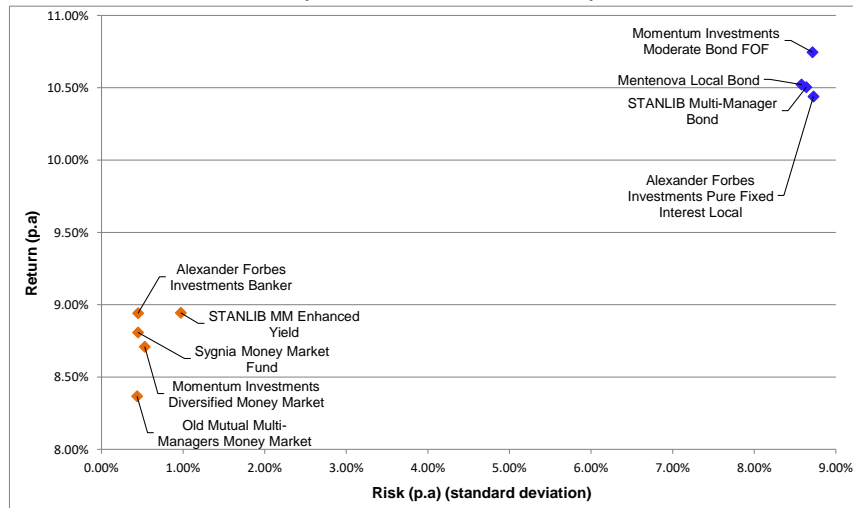 11.00%
10.50%
10.00%
9.50%
9.00%
8.50%
8.00%
Return (p.a)
Momentum Investments
Moderate Bond FOF
Mentenova Local Bond
STANLIB Multi-Manager
Bond
Alexander Forbes
Investments Pure Fixed
Interest Local
Alexander Forbes
Investments Banker
STANLIB MM Enhanced
Yield
Sygnia Money Market
Fund
Momentum Investments
Diversified Money Market
Old Mutual Multi-
Managers Money Market
0.00% 1.00% 2.00% 3.00% 4.00% 5.00% 6.00% 7.00% 8.00% 9.00%
Risk (p.a) (standard deviation)